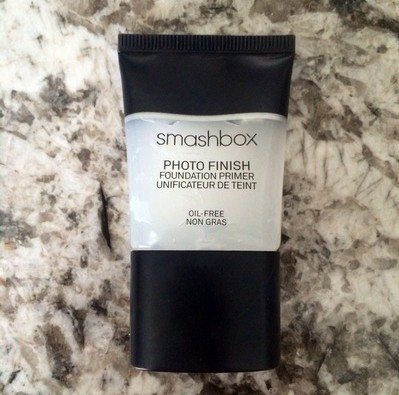 smashbox
PHOTO FINISH
FOUNDATION PRIMER
UNIFICATEUR DE TEINT
OIL-FREE
NON GRAS